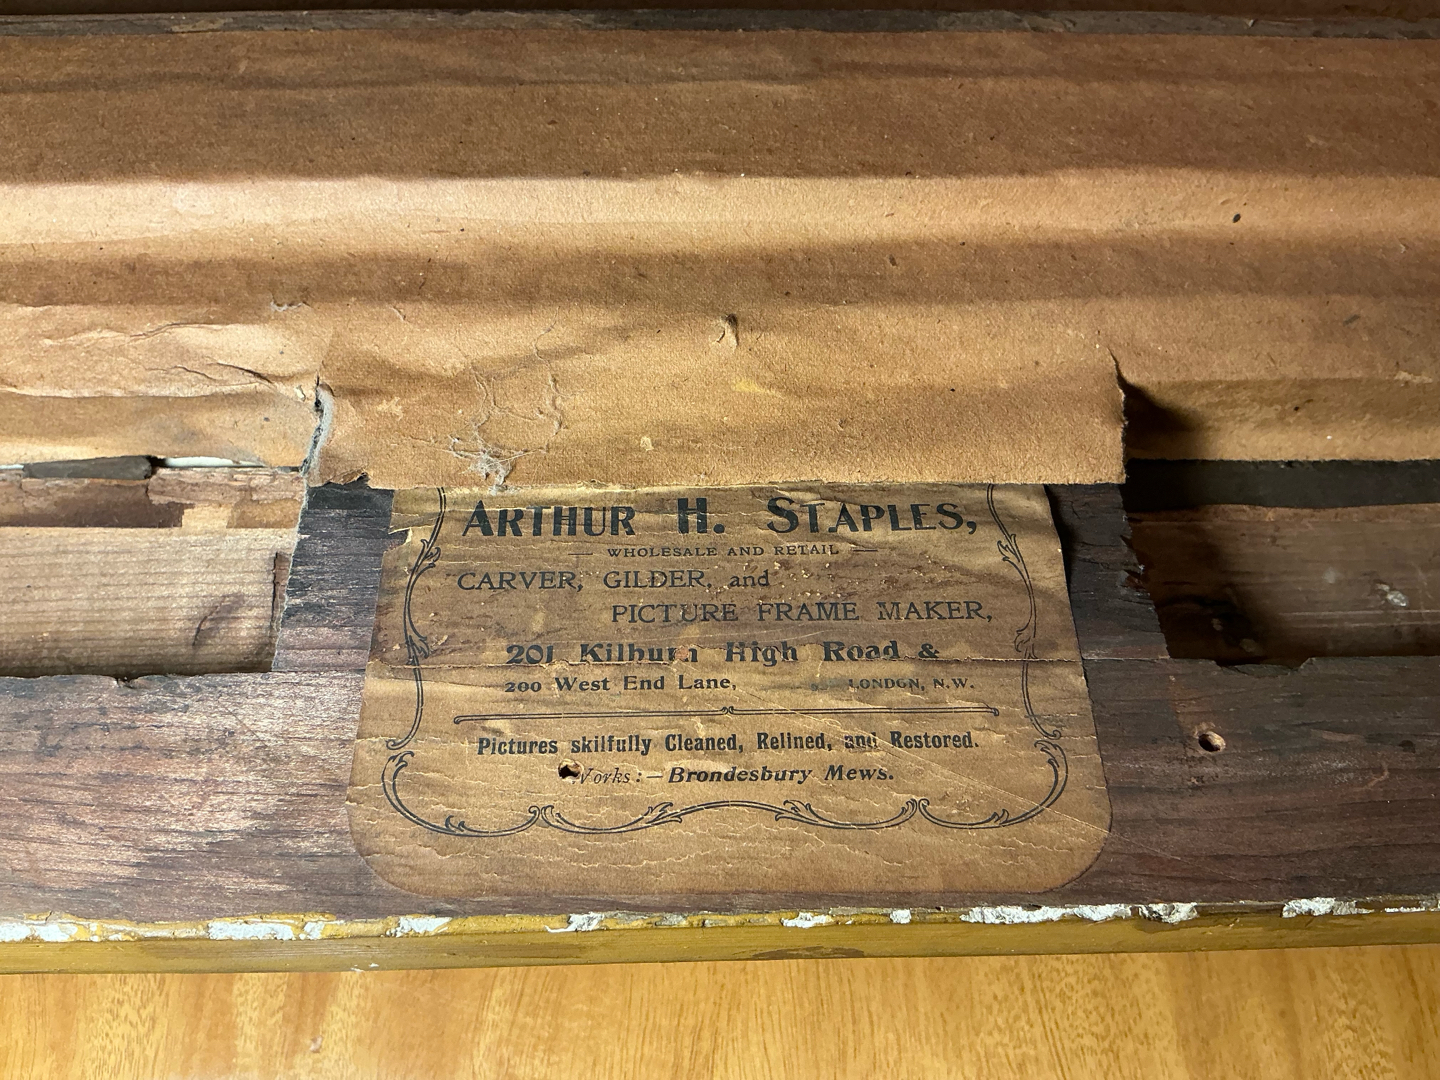 ARTHUR H. STAPLES,
— WHOLESALE AND RETAIL —
CARVER, GILDER, and
PICTURE FRAME MAKER,
201 Kilburn High Road &
200 West End Lane, LONDON, N.W.
Pictures skilfully Cleaned, Relined, and Restored.
Works:—Brondesbury Mews.